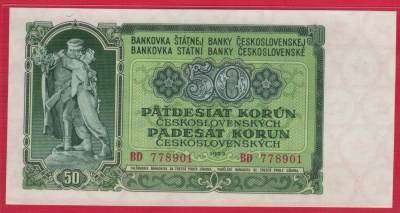 BANKOVKA ŠTÁTNEJ BANKY ČESKOSLOVENSKEJ
BANKOVKA STÁTNÍ BANKY ČESKOSLOVENSKÉ
50
PÄŤDESIAT KORÚN
ČESKOSLOVENSKÝCH
PADESÁT KORUN
ČESKOSLOVENSKÝCH
1953
BD 778901 BD 778901
50